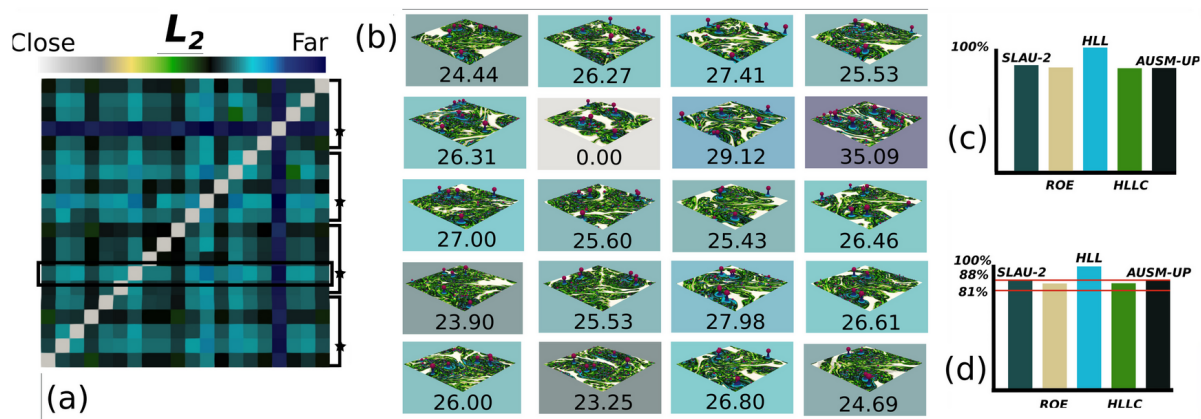 L2
Close
Far
(a)
(b)
24.44
26.27
27.41
25.53
26.31
0.00
29.12
35.09
27.00
25.60
25.43
26.46
23.90
25.53
27.98
26.61
26.00
23.25
26.80
24.69
100%
SLAU-2
HLL
AUSM-UP
ROE
HLLC
(c)
100%
88%
81%
SLAU-2
HLL
AUSM-UP
ROE
HLLC
(d)